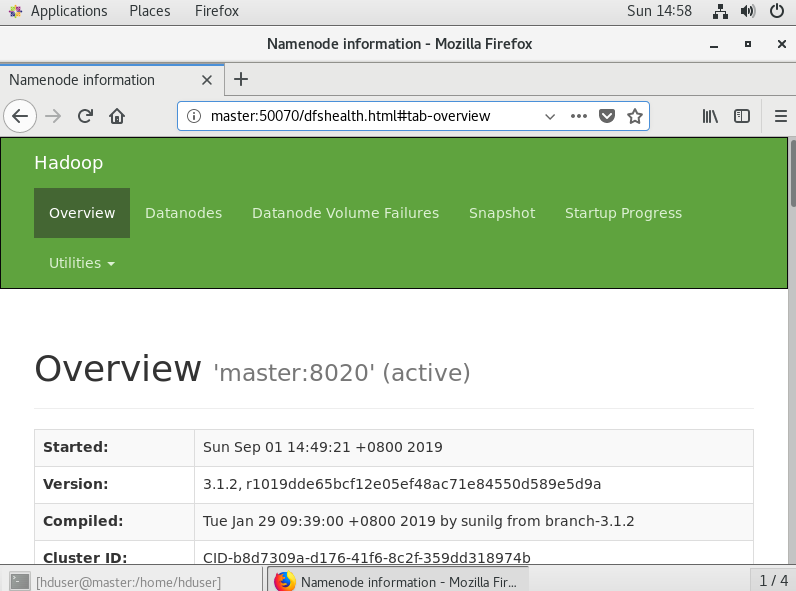 Applications Places Firefox Sun 14:58
Namenode information - Mozilla Firefox
Namenode information
master:50070/dfshealth.html#tab-overview
Hadoop
Overview Datanodes Datanode Volume Failures Snapshot Startup Progress
Utilities
Overview 'master:8020' (active)
Started: Sun Sep 01 14:49:21 +0800 2019
Version: 3.1.2, r1019dde65bcf12e05ef48ac71e84550d589e5d9a
Compiled: Tue Jan 29 09:39:00 +0800 2019 by sunilg from branch-3.1.2
Cluster ID: CID-b8d7309a-d176-41f6-8c2f-359dd318974b
[hduser@master:/home/hduser] Namenode information - Mozilla Fir... 1 / 4